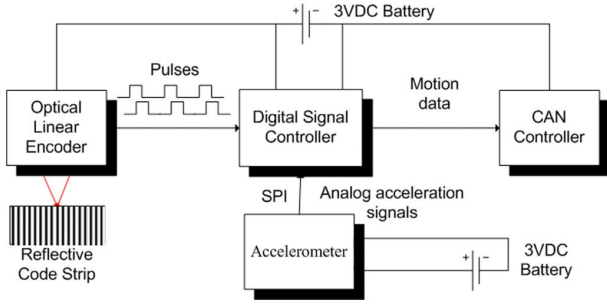 + − 3VDC Battery
Pulses
Optical
Linear
Encoder
Digital Signal
Controller
Motion
data
CAN
Controller
SPI
Analog acceleration
signals
Reflective
Code Strip
Accelerometer
+ −
3VDC
Battery